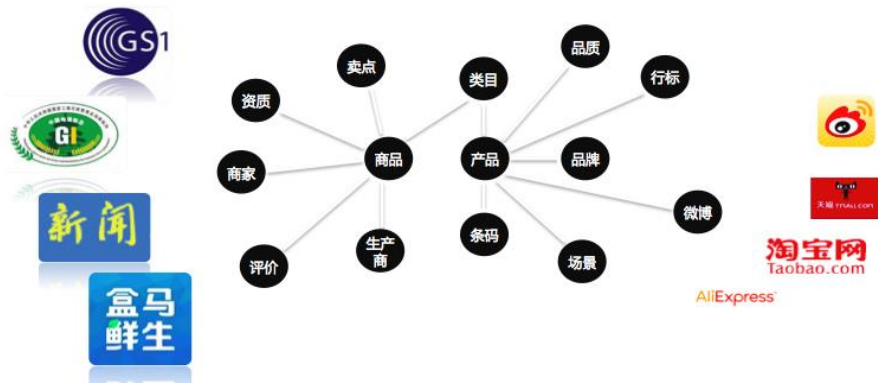 GS1
GI
新闻
盒马
鲜生
卖点
资质
商家
评价
商品
生产
商
类目
产品
条码
品质
行标
品牌
微博
场景
天猫 TMALL.COM
淘宝网
Taobao.com
AliExpress